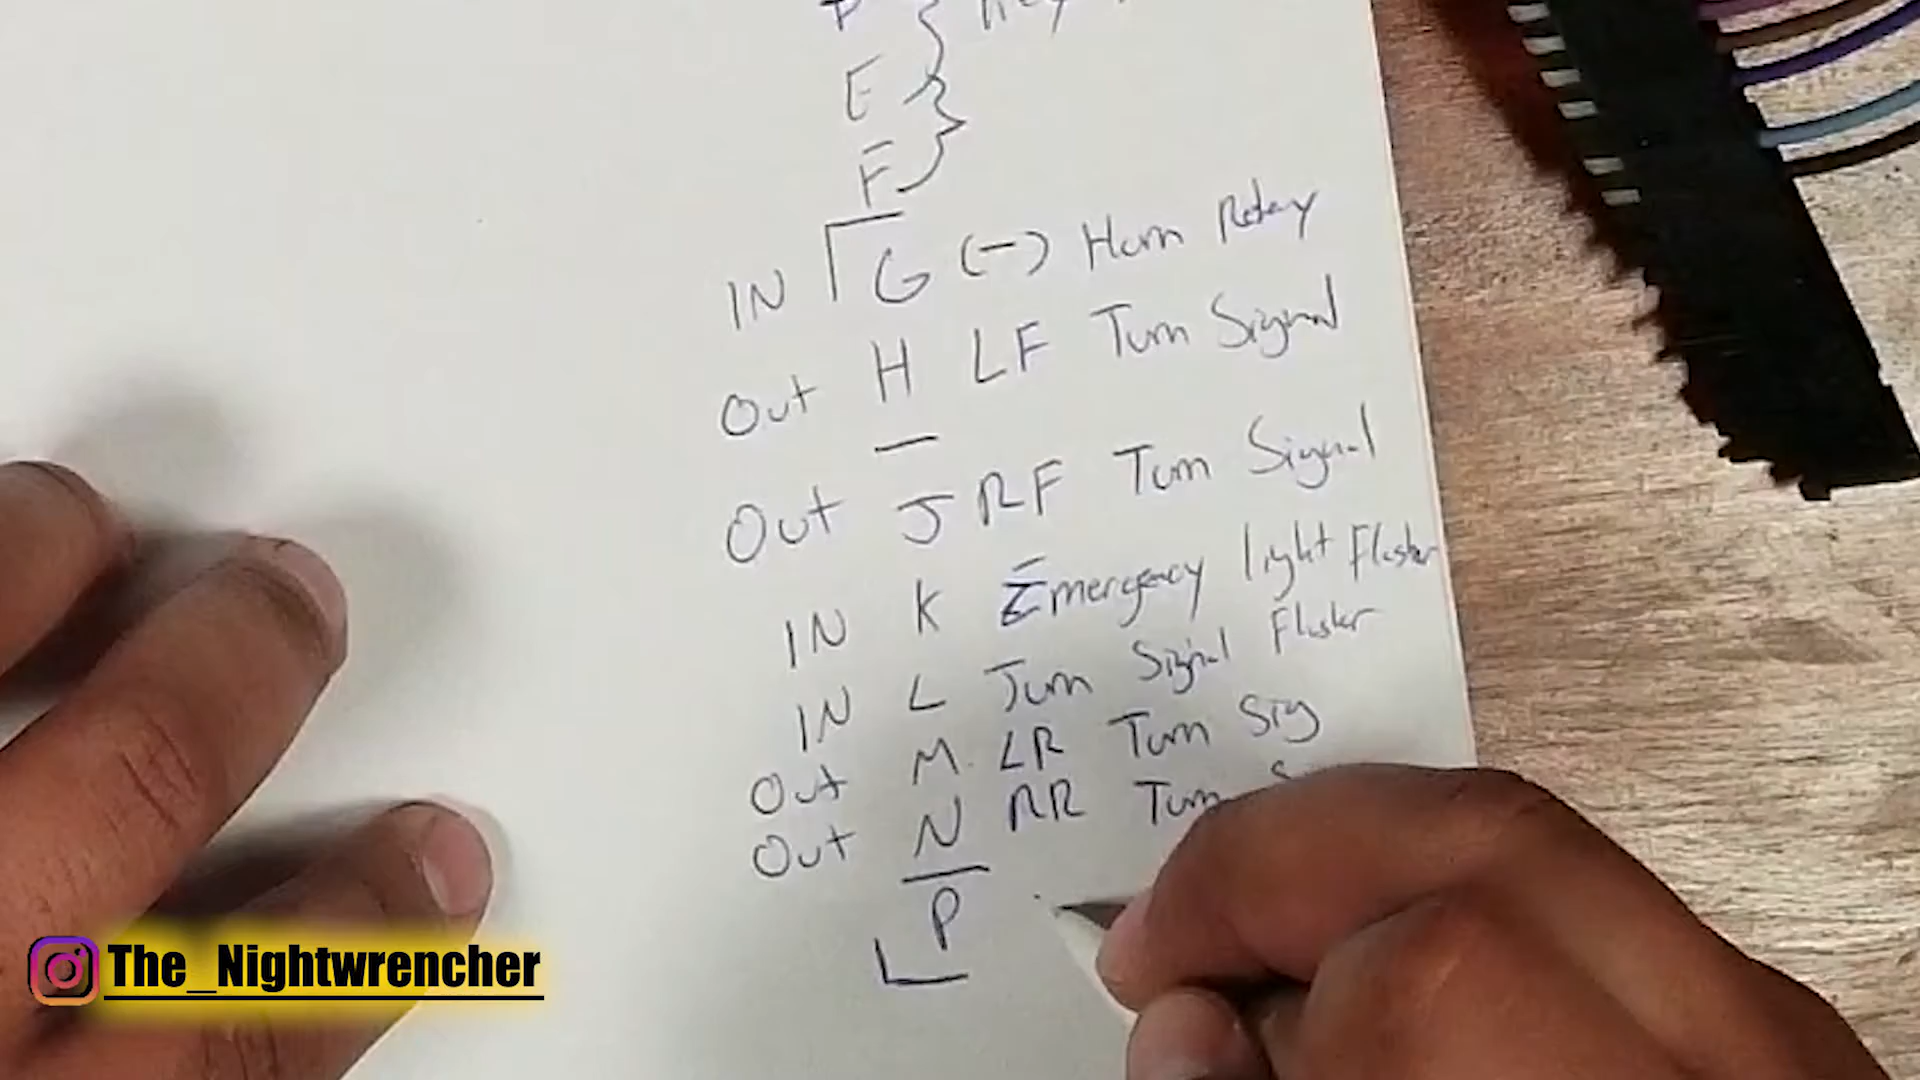 E
F
IN G (-) Horn Relay
Out H LF Turn Signal
Out J RF Turn Signal
IN K Emergency light Flasher
IN L Turn Signal Flasher
Out M. LR Turn Sig
Out N RR Turn
P
The_Nightwrencher